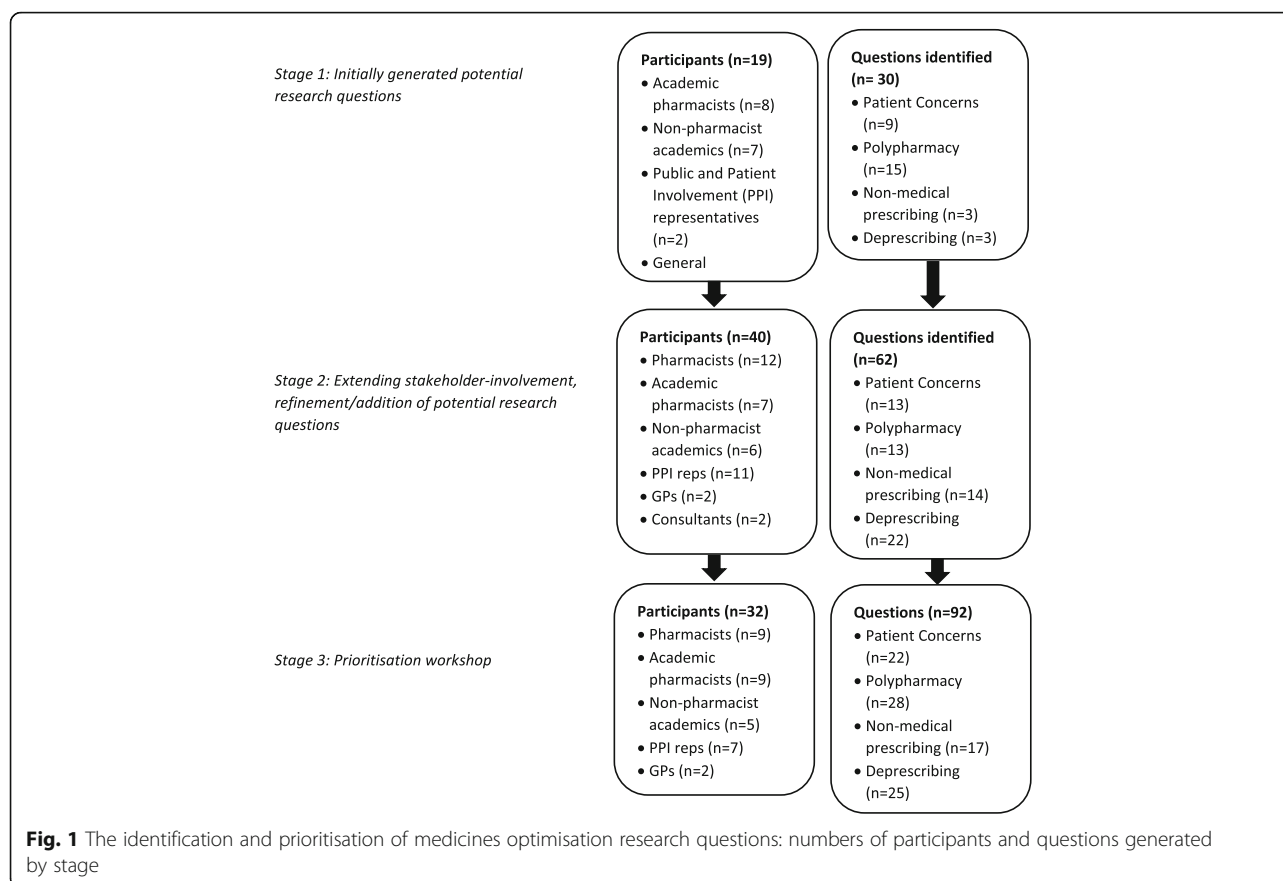 Stage 1: Initially generated potential
research questions
Participants (n=19)
• Academic
pharmacists (n=8)
• Non-pharmacist
academics (n=7)
• Public and Patient
Involvement (PPI)
representatives
(n=2)
• General
Questions identified
(n= 30)
• Patient Concerns
(n=9)
• Polypharmacy
(n=15)
• Non-medical
prescribing (n=3)
• Deprescribing (n=3)
Stage 2: Extending stakeholder-involvement,
refinement/addition of potential research
questions
Participants (n=40)
• Pharmacists (n=12)
• Academic
pharmacists (n=7)
• Non-pharmacist
academics (n=6)
• PPI reps (n=11)
• GPs (n=2)
• Consultants (n=2)
Questions identified
(n=62)
• Patient Concerns
(n=13)
• Polypharmacy
(n=13)
• Non-medical
prescribing (n=14)
• Deprescribing
(n=22)
Stage 3: Prioritisation workshop
Participants (n=32)
• Pharmacists (n=9)
• Academic
pharmacists (n=9)
• Non-pharmacist
academics (n=5)
• PPI reps (n=7)
• GPs (n=2)
Questions (n=92)
• Patient Concerns
(n=22)
• Polypharmacy
(n=28)
• Non-medical
prescribing (n=17)
• Deprescribing
(n=25)
Fig. 1 The identification and prioritisation of medicines optimisation research questions: numbers of participants and questions generated
by stage